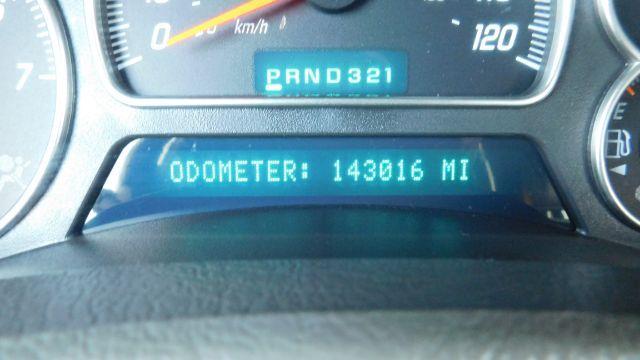 0 km/h 120
7
PRND321
E
ODOMETER: 143016 MI